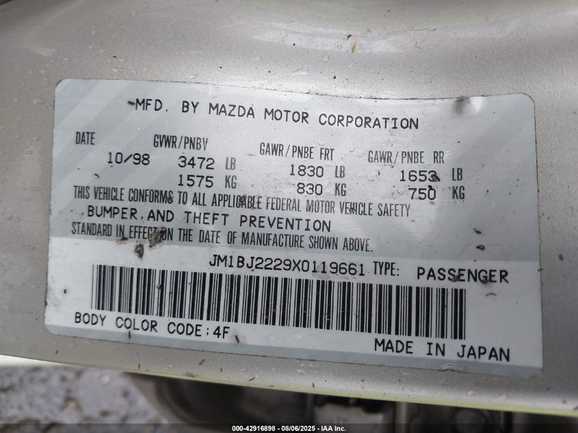 MFD. BY MAZDA MOTOR CORPORATION
DATE GVWR/PNBV GAWR/PNBE FRT GAWR/PNBE RR
10/98 3472 LB 1830 LB 1653 LB
1575 KG 830 KG 750 KG
THIS VEHICLE CONFORMS TO ALL APPLICABLE FEDERAL MOTOR VEHICLE SAFETY
BUMPER AND THEFT PREVENTION
STANDARD IN EFFECT ON THE DATE OF MANUFACTURE SHOWN ABOVE.
JM1BJ2229X0119661 TYPE: PASSENGER
BODY COLOR CODE:4F
MADE IN JAPAN
000-42916898 - 08/06/2025 - IAA Inc.